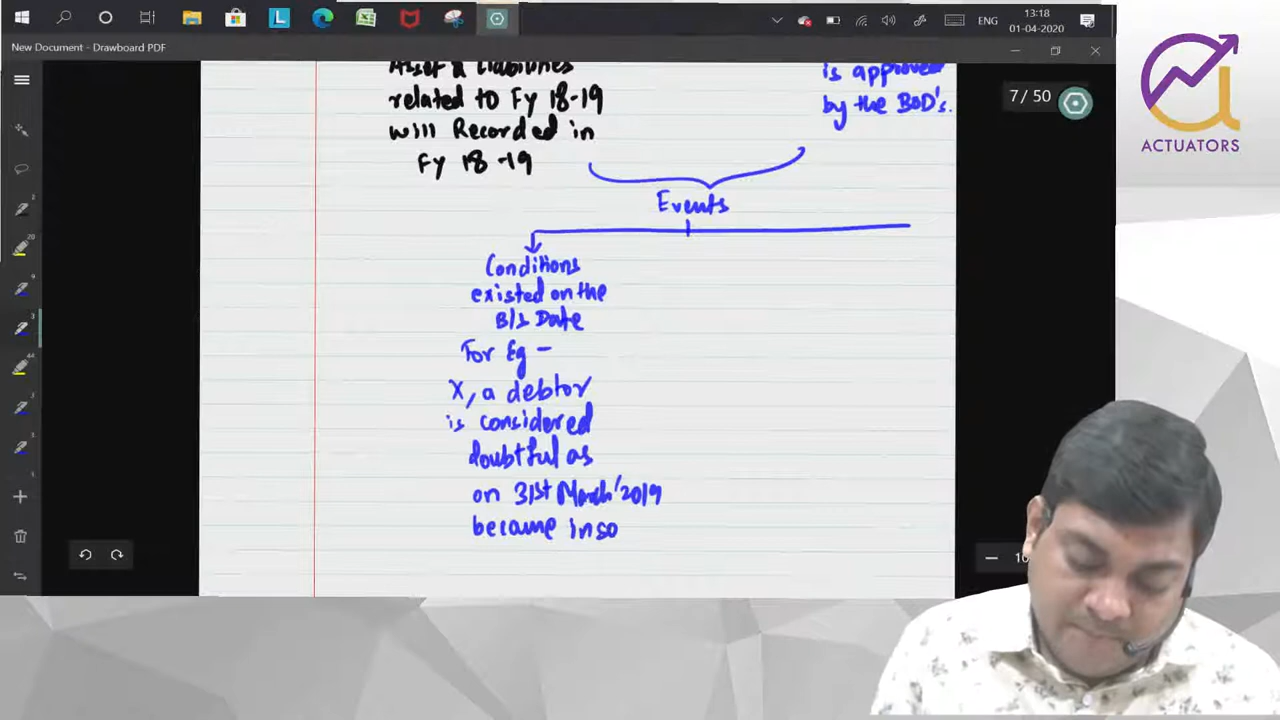 13:18
ENG
01-04-2020
New Document - Drawboard PDF
7 / 50
ACTUATORS
Asset & Liabilities
related to Fy 18-19
will Recorded in
Fy 18-19
is approved
by the BOD's.
Events
Conditions
existed on the
B/s Date
For Eg -
X, a debtor
is considered
doubtful as
on 31st March'2019
became inso